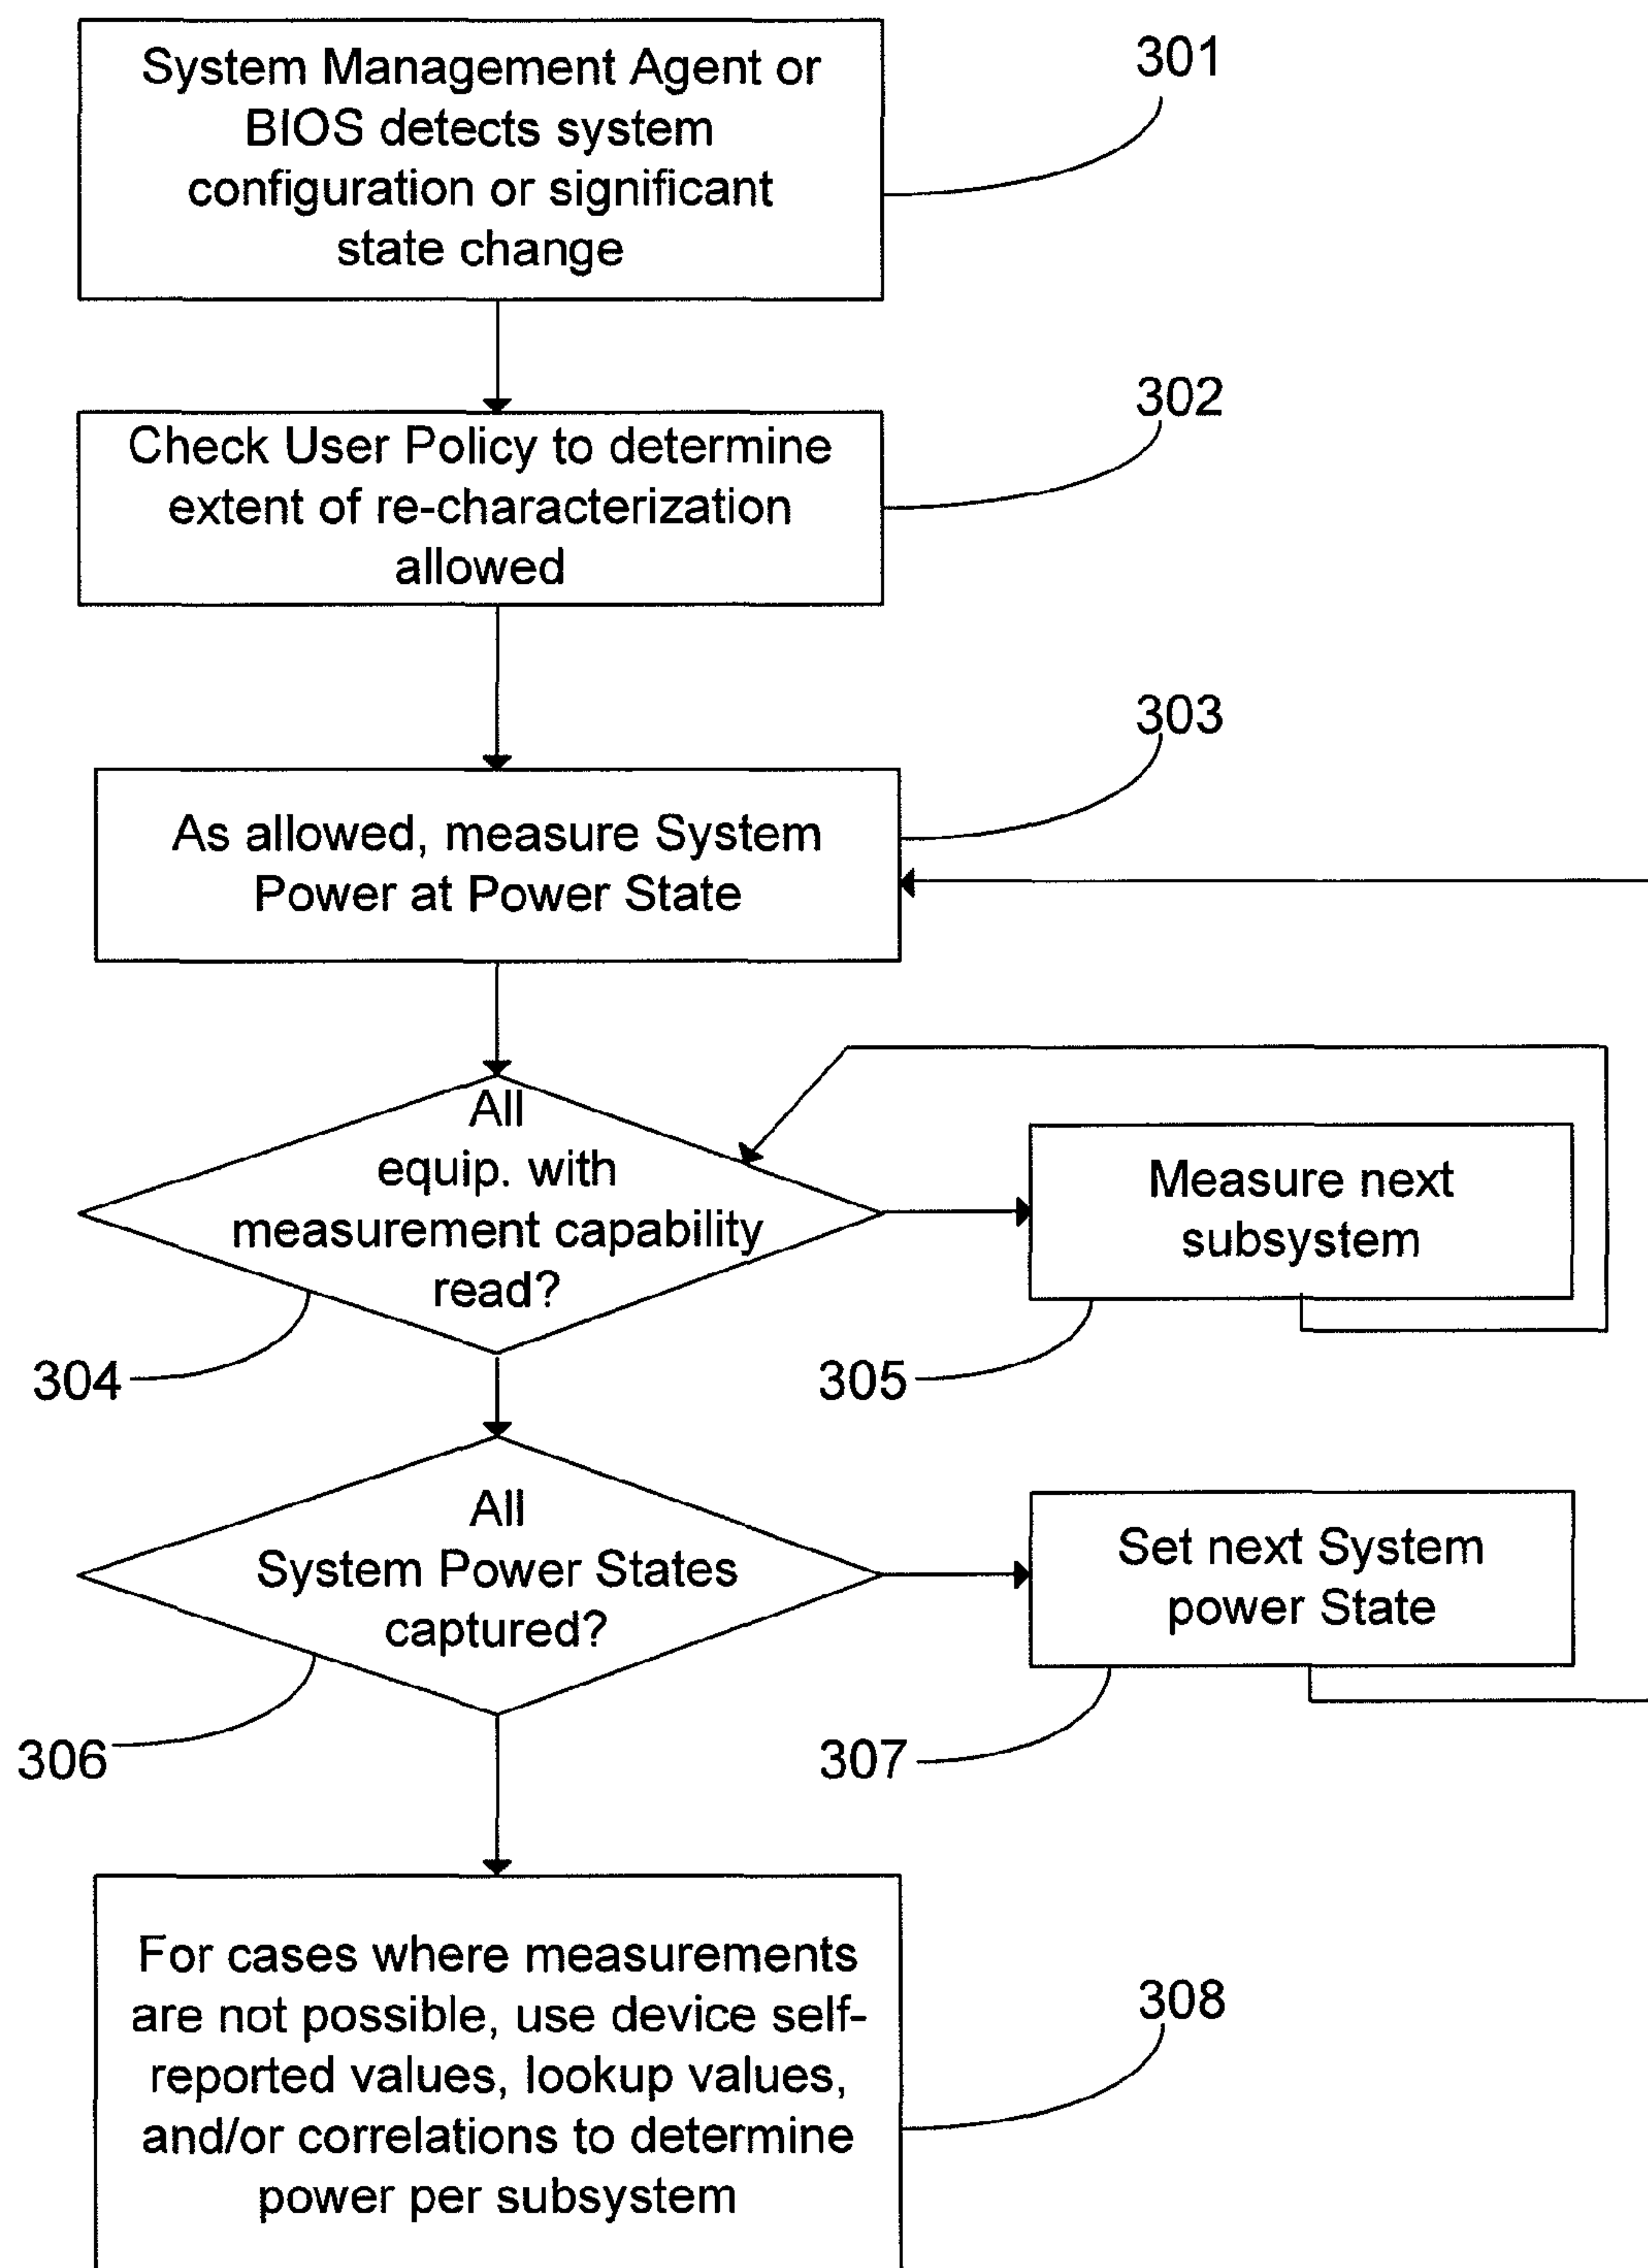 System Management Agent or
BIOS detects system
configuration or significant
state change
301
Check User Policy to determine
extent of re-characterization
allowed
302
As allowed, measure System
Power at Power State
303
All
equip. with
measurement capability
read?
304
Measure next
subsystem
305
All
System Power States
captured?
306
Set next System
power State
307
For cases where measurements
are not possible, use device self-
reported values, lookup values,
and/or correlations to determine
power per subsystem
308